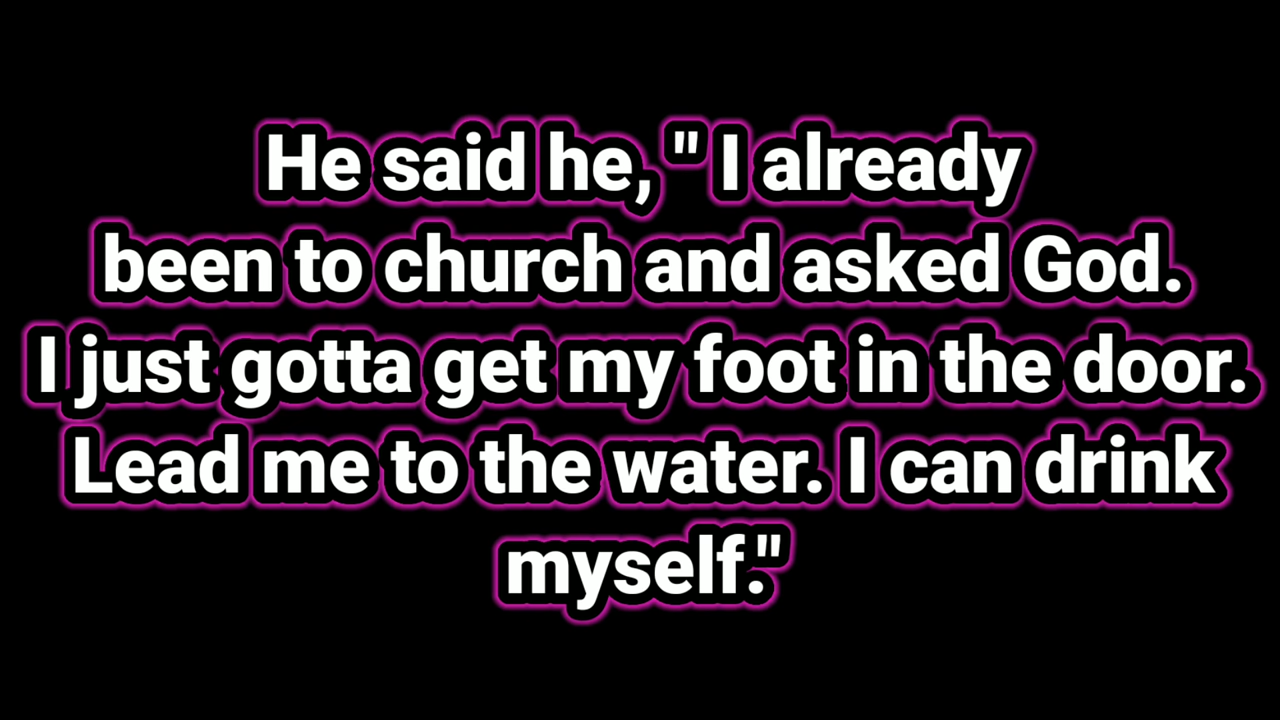 He said he, " I already
been to church and asked God.
I just gotta get my foot in the door.
Lead me to the water. I can drink
myself."